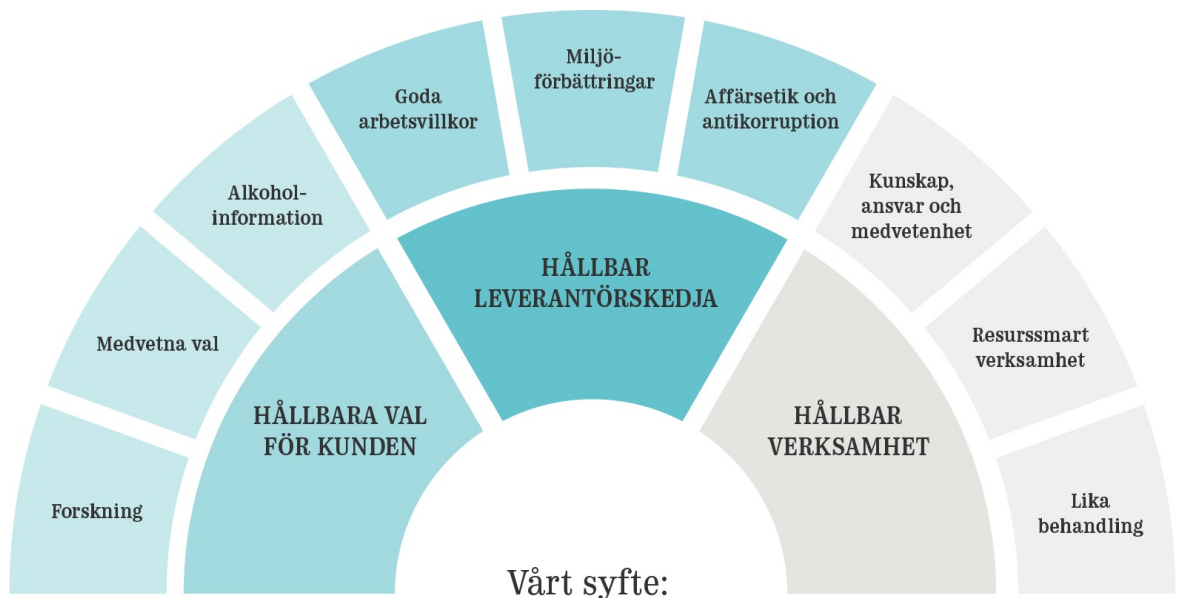 Miljö-
förbättringar
Goda
arbetsvillkor
Affärsetik och
antikorruption
Alkohol-
information
Kunskap,
ansvar och
medvetenhet
Medvetna val
Resurssmart
verksamhet
Forskning
Lika
behandling
HÅLLBAR
LEVERANTÖRSKEDJA
HÅLLBARA VAL
FÖR KUNDEN
HÅLLBAR
VERKSAMHET
Vårt syfte: